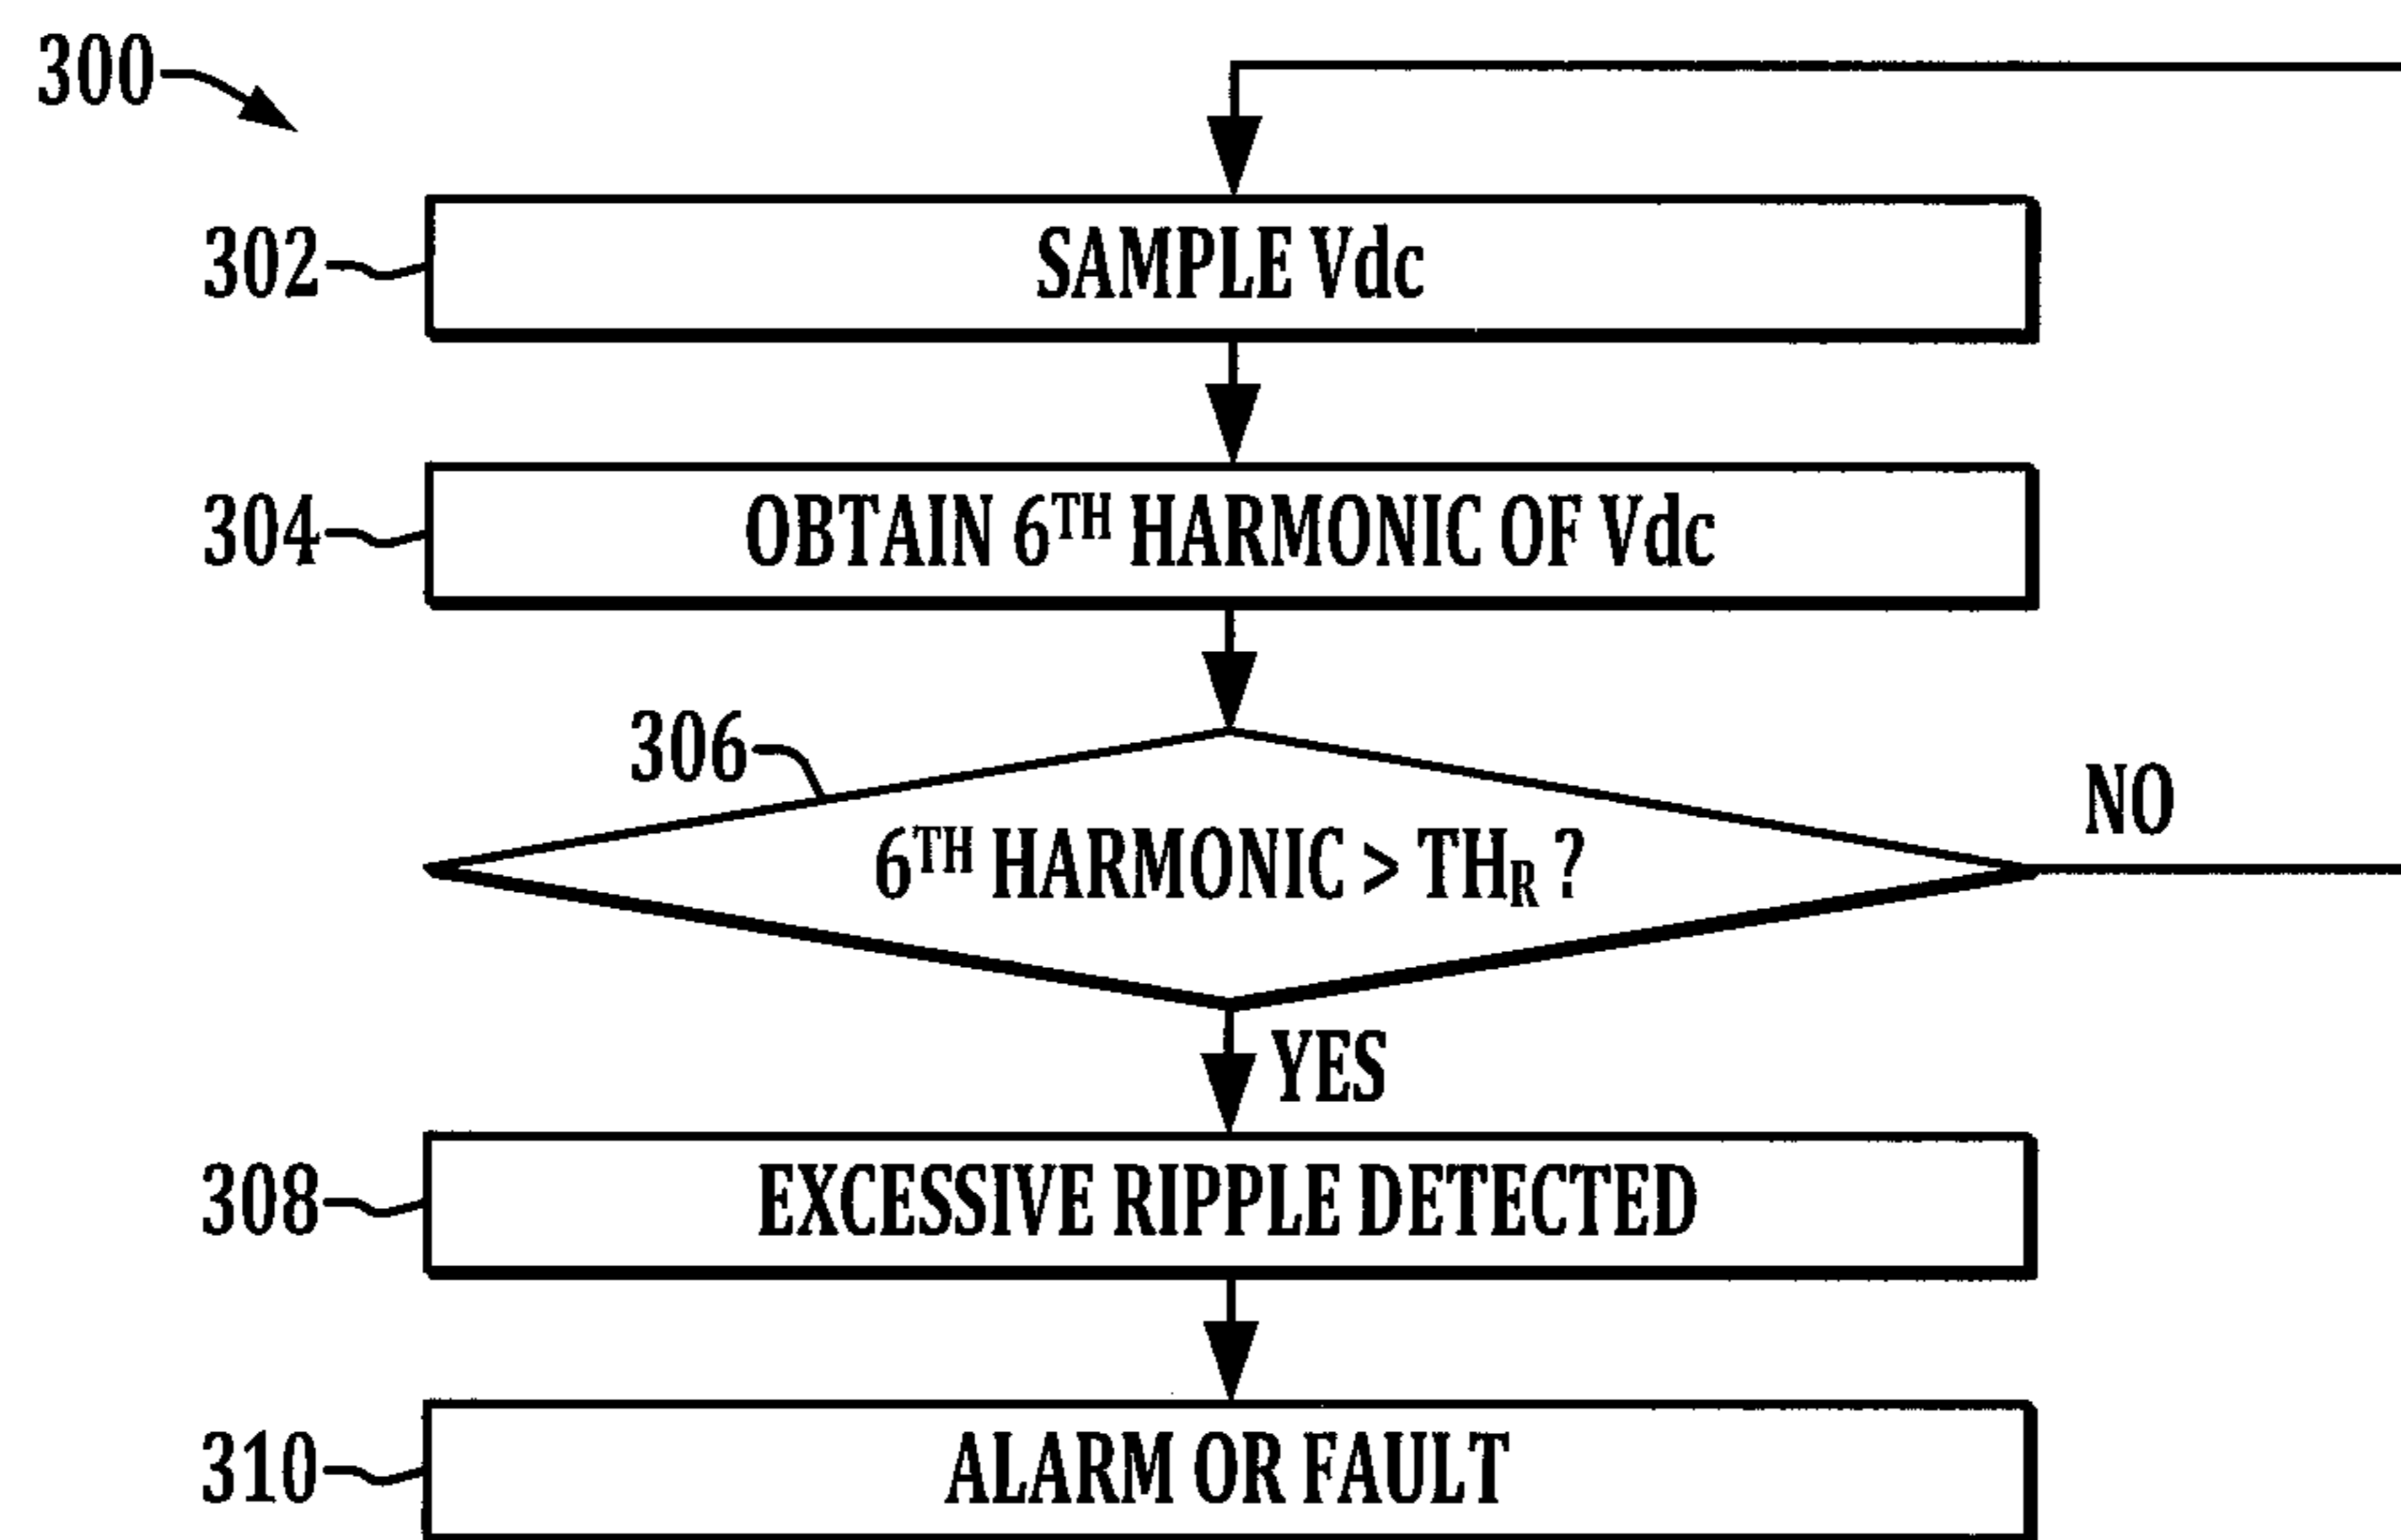 300
302 SAMPLE Vdc
304 OBTAIN 6TH HARMONIC OF Vdc
306
6TH HARMONIC > THR ?
NO
YES
308 EXCESSIVE RIPPLE DETECTED
310 ALARM OR FAULT